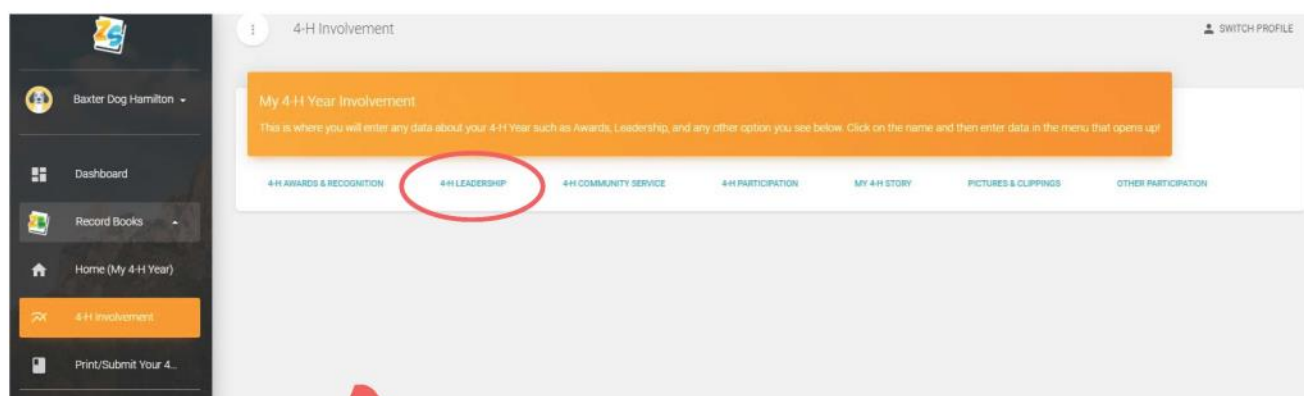 ZS
4-H Involvement
SWITCH PROFILE
Baxter Dog Hamilton
My 4-H Year Involvement
This is where you will enter any data about your 4-H Year such as Awards, Leadership, and any other option you see below. Click on the name and then enter data in the menu that opens up!
Dashboard
4-H AWARDS & RECOGNITION 4-H LEADERSHIP 4-H COMMUNITY SERVICE 4-H PARTICIPATION MY 4-H STORY PICTURES & CLIPPINGS OTHER PARTICIPATION
Record Books
Home (My 4-H Year)
4-H Involvement
Print/Submit Your 4...